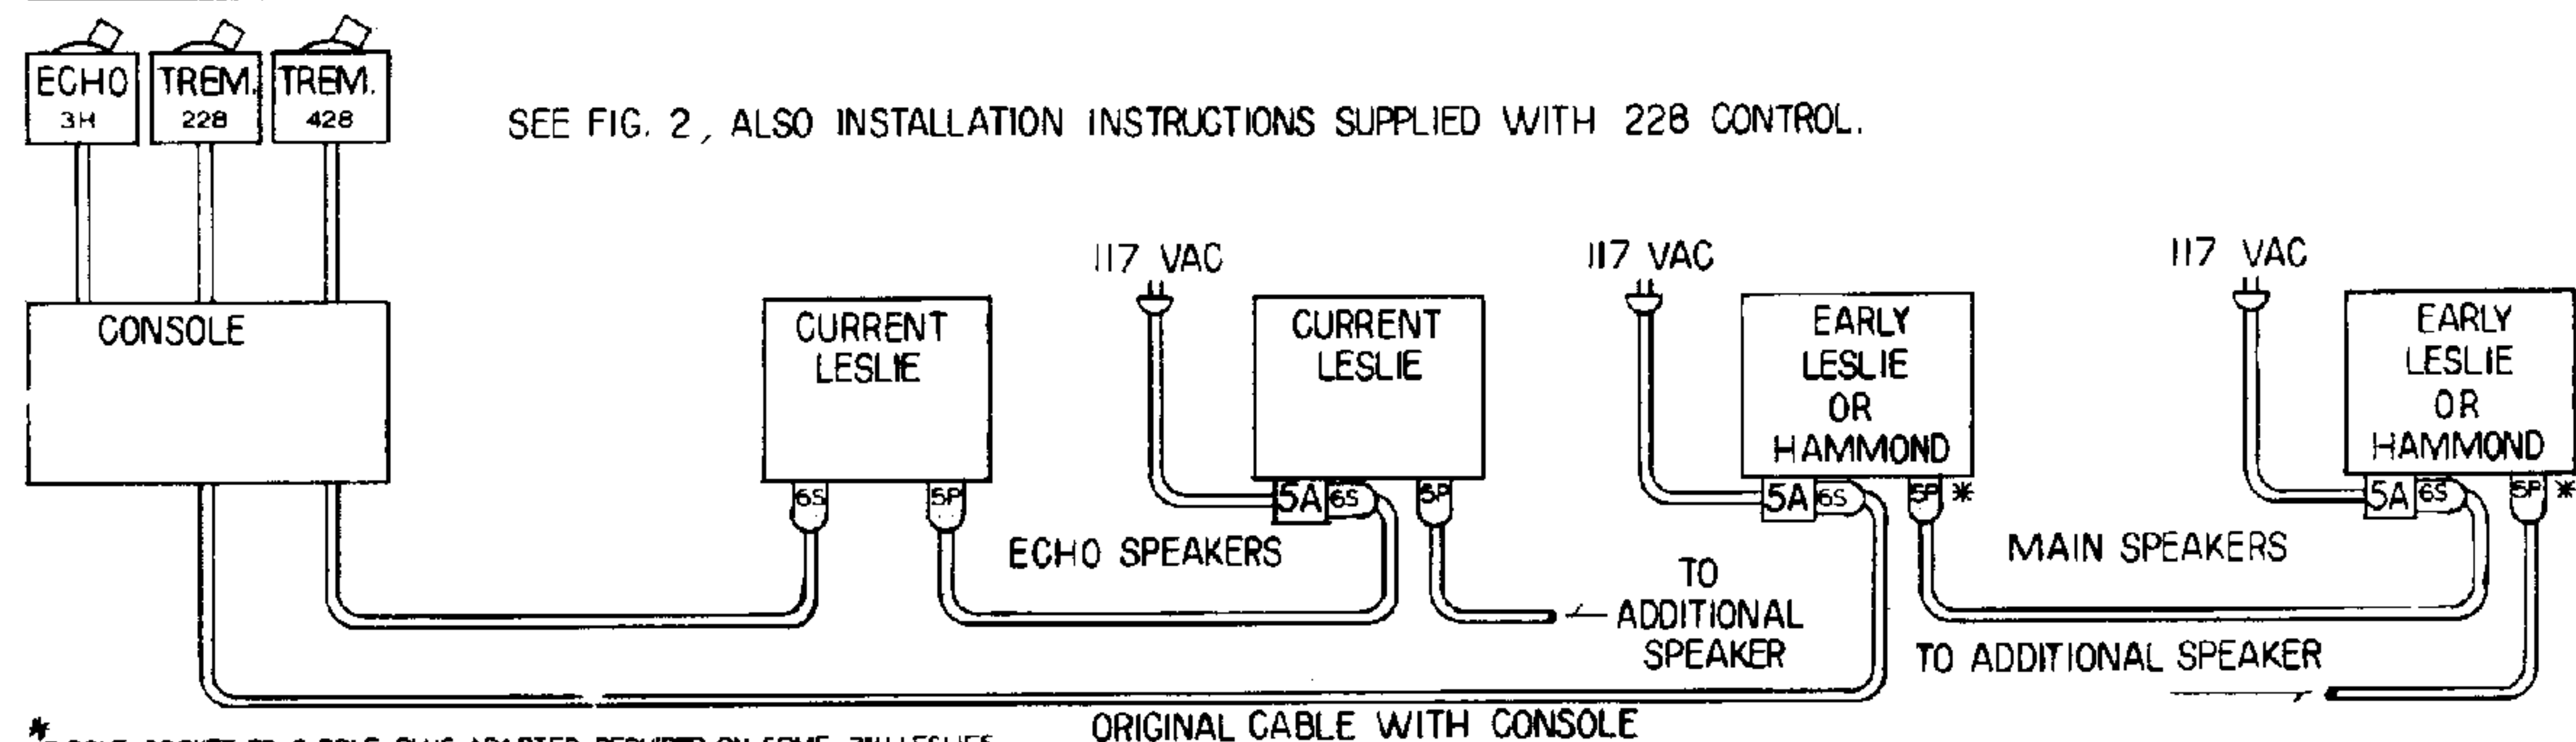 ECHO
3H
TREM.
228
TREM.
428
SEE FIG. 2, ALSO INSTALLATION INSTRUCTIONS SUPPLIED WITH 228 CONTROL.
CONSOLE
CURRENT
LESLIE
6S
5P
117 VAC
CURRENT
LESLIE
5A 6S
5P
ECHO SPEAKERS
TO
ADDITIONAL
SPEAKER
117 VAC
EARLY
LESLIE
OR
HAMMOND
5A 6S
5P *
MAIN SPEAKERS
117 VAC
EARLY
LESLIE
OR
HAMMOND
5A 6S
5P *
TO ADDITIONAL SPEAKER
ORIGINAL CABLE WITH CONSOLE
*